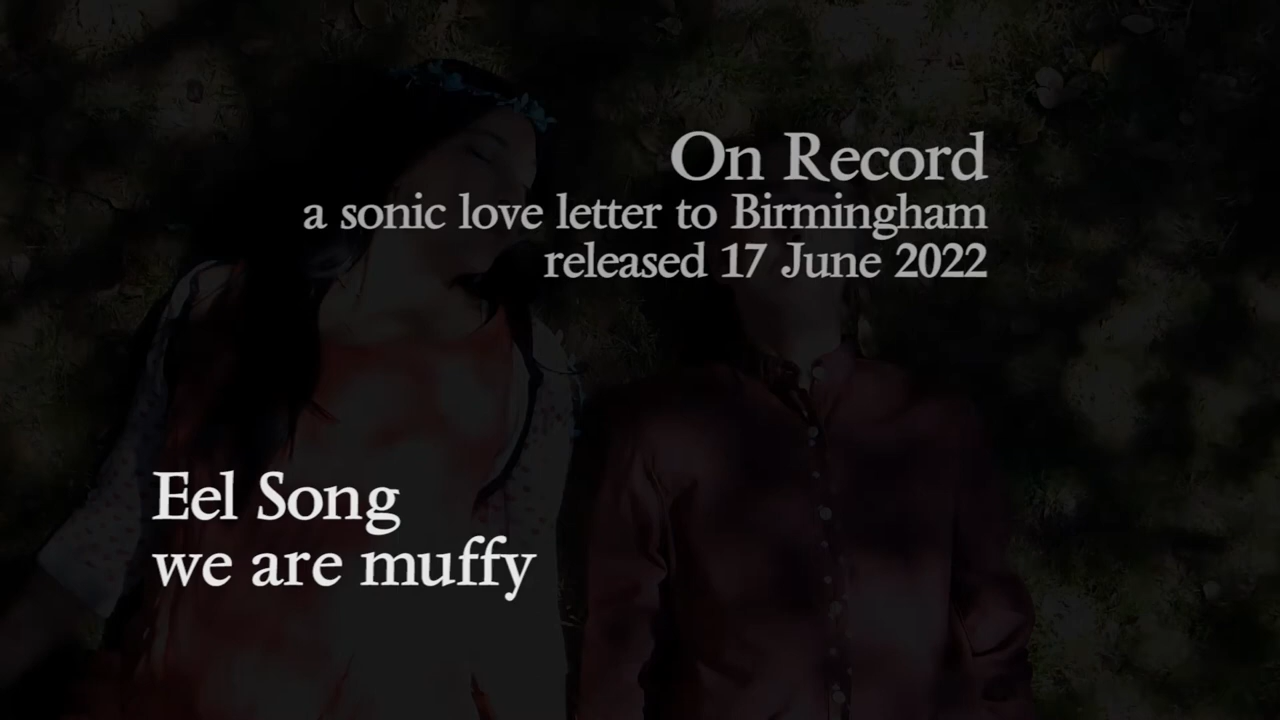 On Record
a sonic love letter to Birmingham
released 17 June 2022
Eel Song
we are muffy